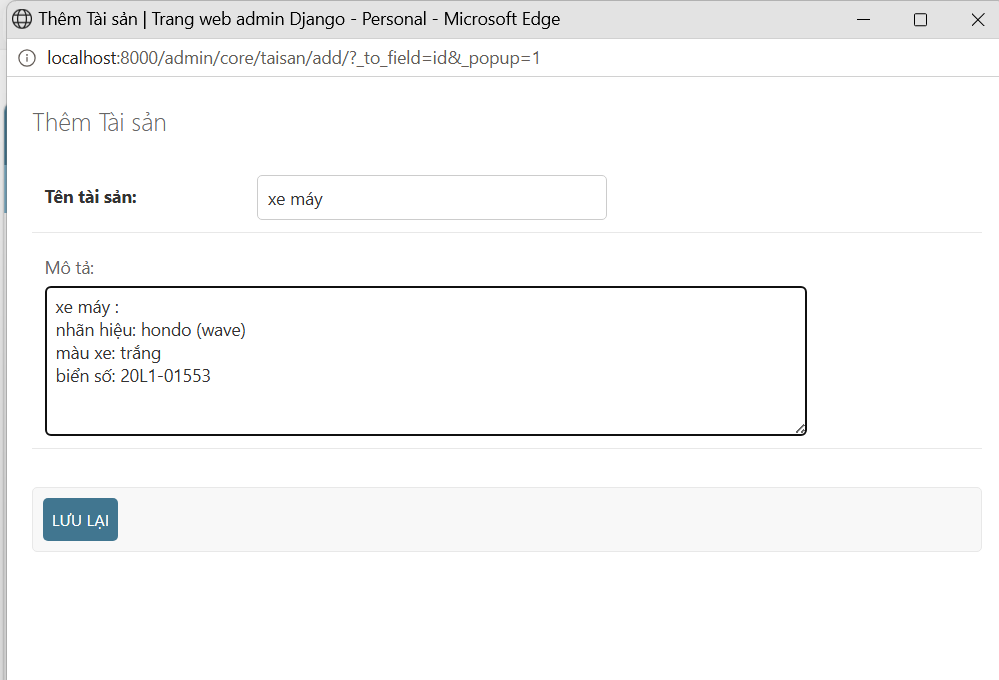 Thêm Tài sản | Trang web admin Django - Personal - Microsoft Edge
localhost:8000/admin/core/taisan/add/?_to_field=id&_popup=1
Thêm Tài sản
Tên tài sản: xe máy
Mô tả:
xe máy :
nhãn hiệu: hondo (wave)
màu xe: trắng
biển số: 20L1-01553
LƯU LẠI